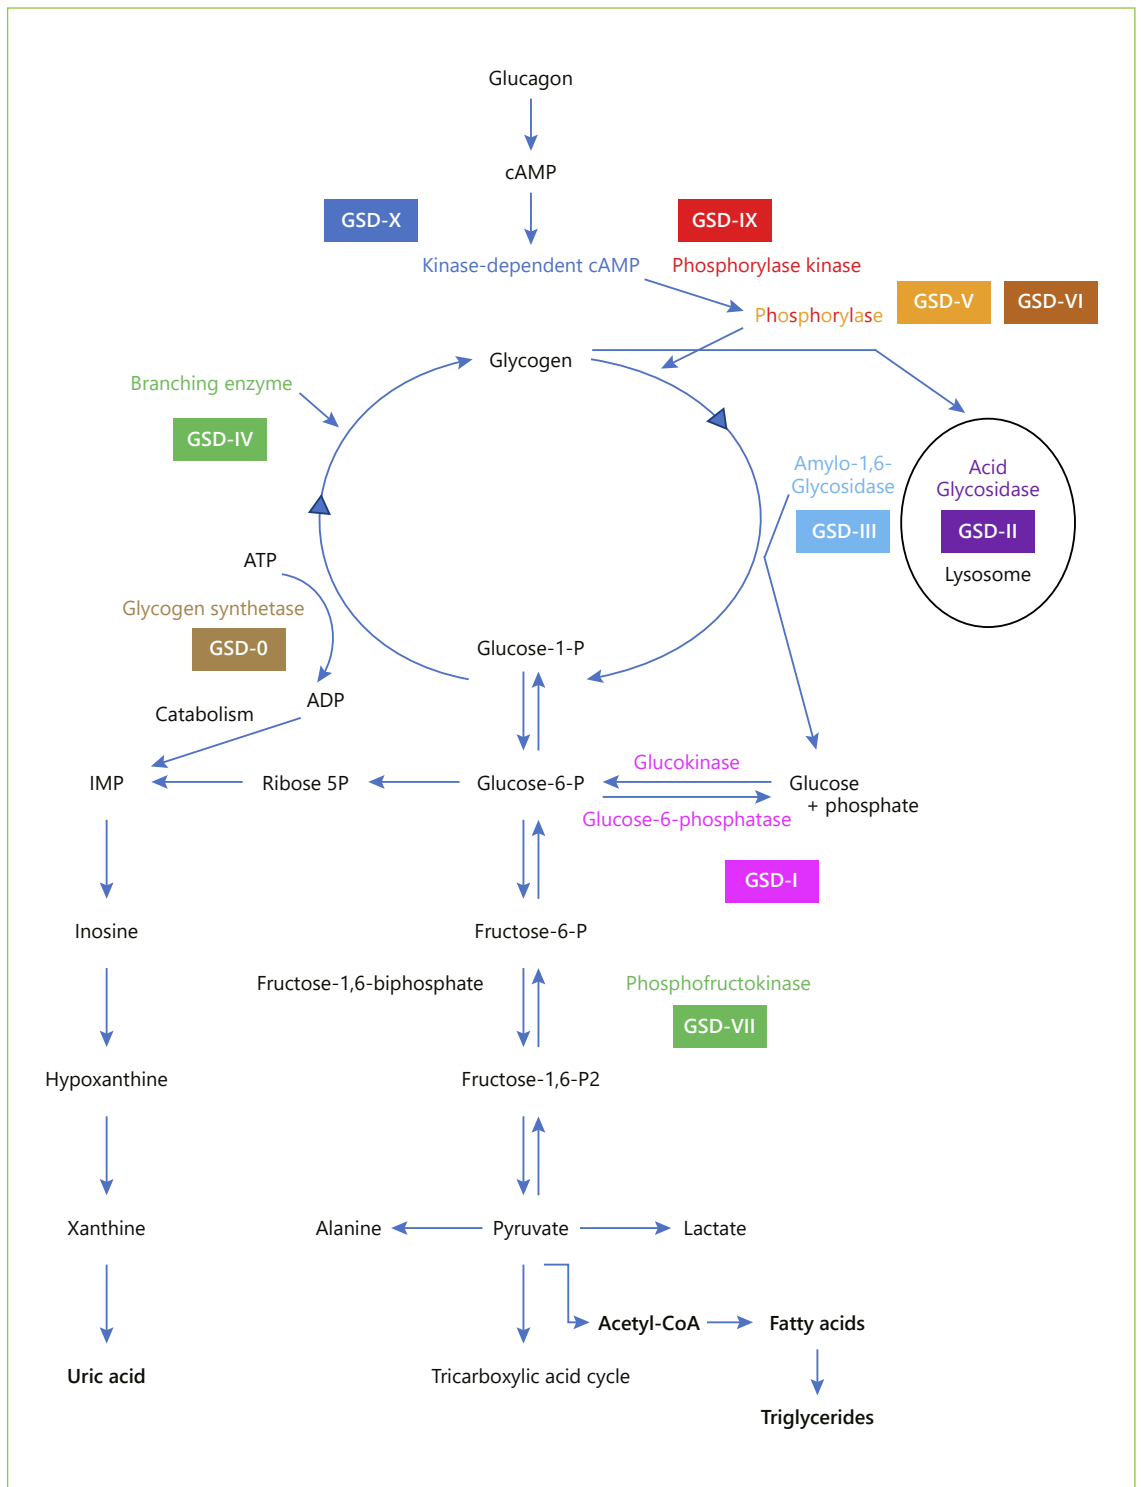 Glucagon
cAMP
GSD-X
GSD-IX
Kinase-dependent cAMP
Phosphorylase kinase
GSD-V
GSD-VI
Phosphorylase
Glycogen
Branching enzyme
GSD-IV
Amylo-1,6-
Glycosidase
GSD-III
Acid
Glycosidase
GSD-II
Lysosome
ATP
Glycogen synthetase
GSD-0
ADP
Glucose-1-P
Catabolism
IMP
Ribose 5P
Glucose-6-P
Glucokinase
Glucose
+ phosphate
Glucose-6-phosphatase
GSD-I
Inosine
Fructose-6-P
Fructose-1,6-biphosphate
Phosphofructokinase
GSD-VII
Hypoxanthine
Fructose-1,6-P2
Xanthine
Alanine
Pyruvate
Lactate
Acetyl-CoA
Fatty acids
Uric acid
Tricarboxylic acid cycle
Triglycerides